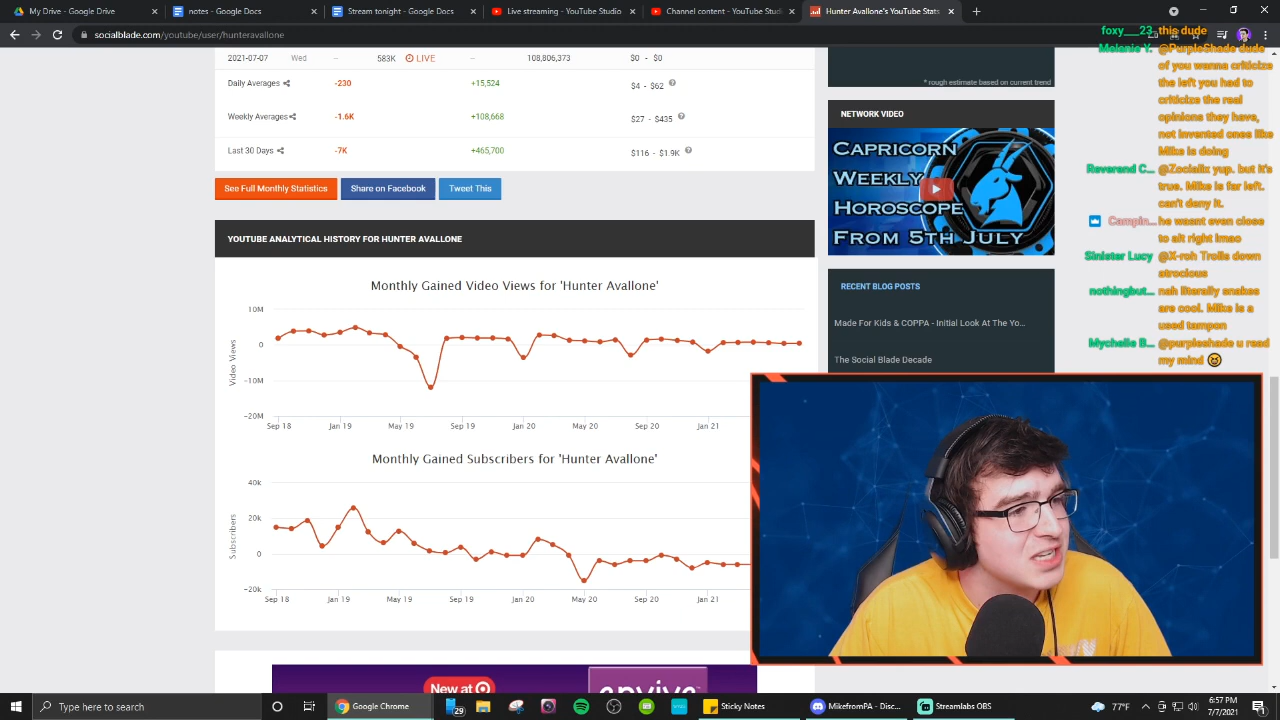 My Drive - Google Drive
notes - Google Docs
Stream tonight - Google Docs
YouTube
Live streaming - YouTube Studio
Channel content - YouTube Studio
socialblade.com/youtube/user/hunteravallone
2021-07-07 Wed -- 583K LIVE -- 108,806,373 $0 - $0
Daily Averages -230 +15,524 $4 - $62
Weekly Averages -1.6K +108,668 $27 - $435
Last 30 Days -7K +465,700 $116 - $1.9K
See Full Monthly Statistics
Share on Facebook
Tweet This
YOUTUBE ANALYTICAL HISTORY FOR HUNTER AVALLONE
Monthly Gained Video Views for 'Hunter Avallone'
Video Views
10M
0
-10M
-20M
Sep 18 Jan 19 May 19 Sep 19 Jan 20 May 20 Sep 20 Jan 21
Monthly Gained Subscribers for 'Hunter Avallone'
Subscribers
40k
20k
0
-20k
Sep 18 Jan 19 May 19 Sep 19 Jan 20 May 20 Sep 20 Jan 21
New at
* rough estimate based on current trend
NETWORK VIDEO
CAPRICORN
WEEKLY
HOROSCOPE
FROM 5TH JULY
RECENT BLOG POSTS
Made For Kids & COPPA - Initial Look At The Yo...
The Social Blade Decade
foxy___23 this dude
Melanie Y. @PurpleShade dude
of you wanna criticize
the left you had to
criticize the real
opinions they have,
not invented ones like
Mike is doing
Reverend C... @Zocialix yup. but it's
true. Mike is far left.
can't deny it.
Campin... he wasnt even close
to alt right lmao
Sinister Lucy @X-roh Trolls down
atrocious
nothingbut... nah literally snakes
are cool. Mike is a
used tampon
Mychelle B... @purpleshade u read
my mind
Type here to search
Google Chrome
29
Sticky Notes
MikefromPA - Disc...
Streamlabs OBS
77°F
6:57 PM
7/7/2021
1